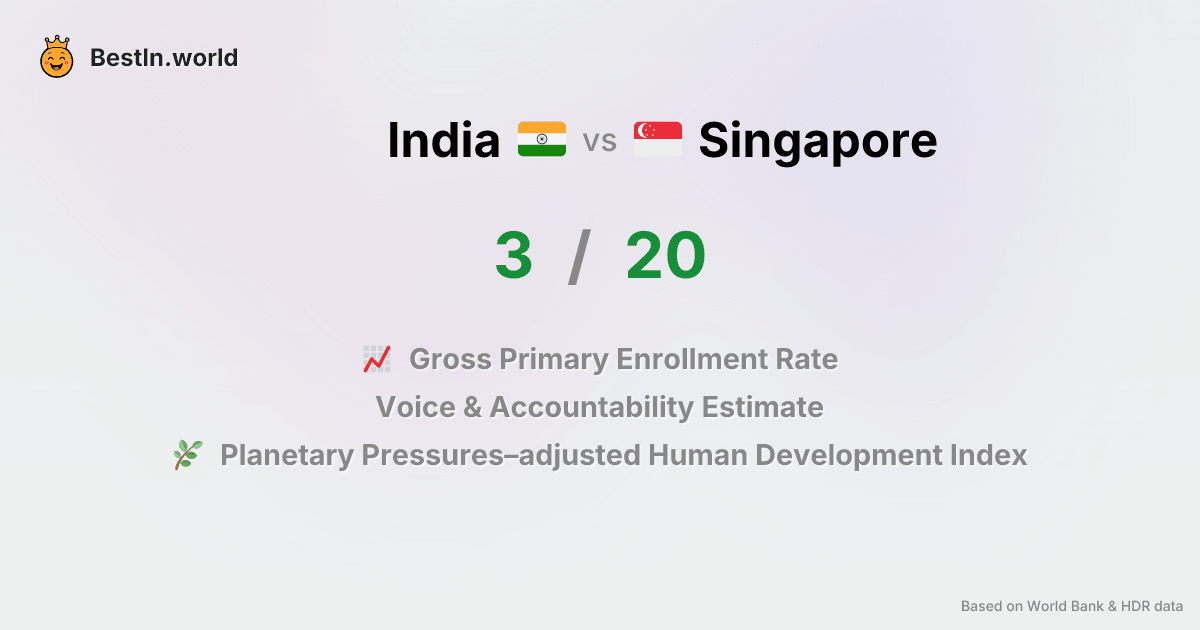 BestIn.world
India vs Singapore
3 / 20
Gross Primary Enrollment Rate
Voice & Accountability Estimate
Planetary Pressures–adjusted Human Development Index
Based on World Bank & HDR data